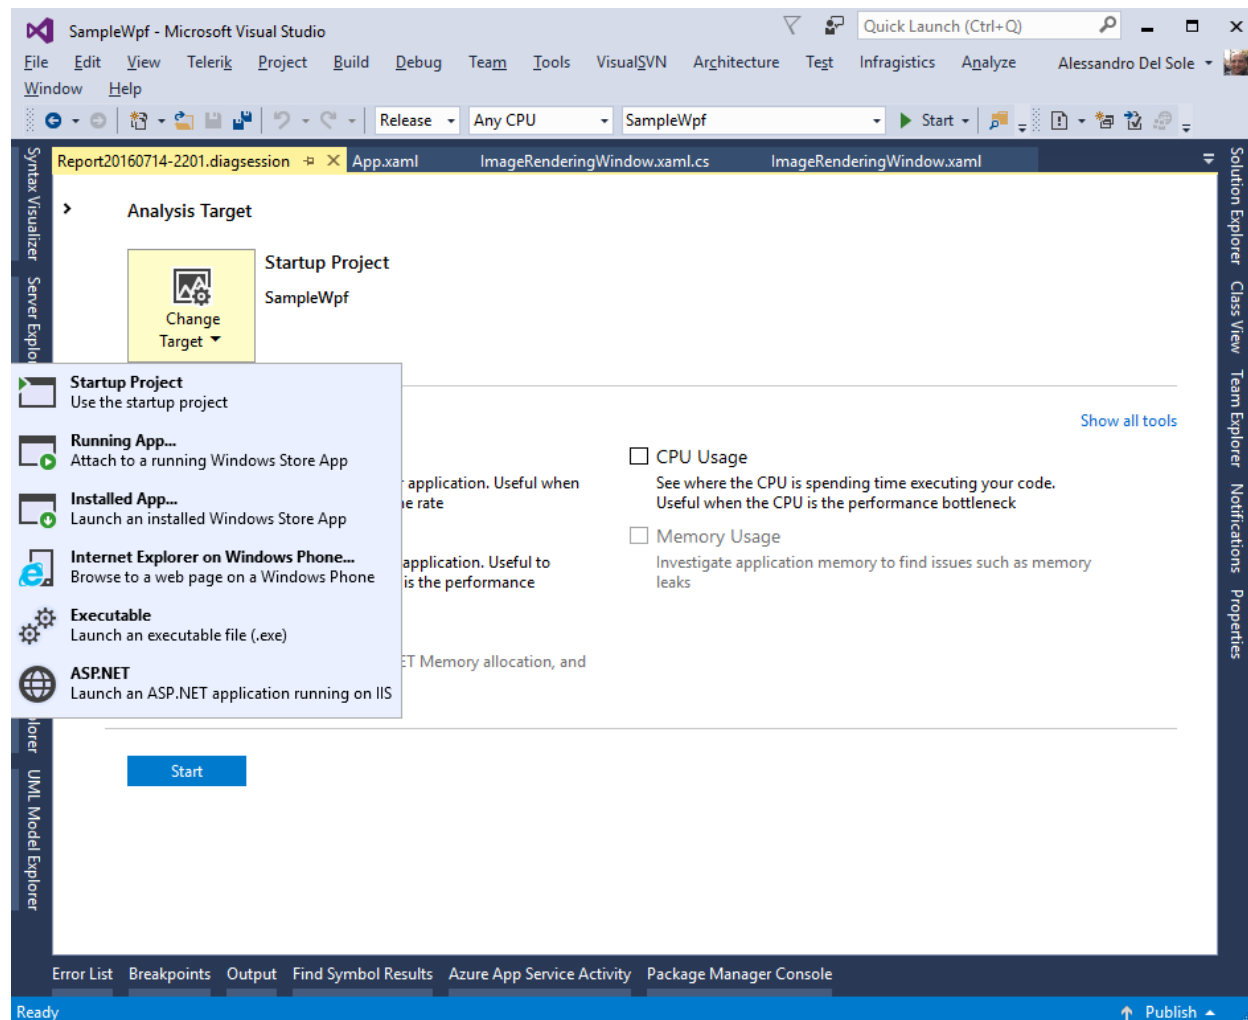 SampleWpf - Microsoft Visual Studio
Quick Launch (Ctrl+Q)
File Edit View Telerik Project Build Debug Team Tools VisualSVN Architecture Test Infragistics Analyze Alessandro Del Sole
Window Help
Release Any CPU SampleWpf Start
Report20160714-2201.diagsession App.xaml ImageRenderingWindow.xaml.cs ImageRenderingWindow.xaml
Syntax Visualizer
Server Explo
Analysis Target
Startup Project
SampleWpf
Change
Target
Startup Project
Use the startup project
Running App...
Attach to a running Windows Store App
Installed App...
Launch an installed Windows Store App
Internet Explorer on Windows Phone...
Browse to a web page on a Windows Phone
Executable
Launch an executable file (.exe)
ASP.NET
Launch an ASP.NET application running on IIS
Show all tools
application. Useful when
rate
application. Useful to
is the performance
ET Memory allocation, and
CPU Usage
See where the CPU is spending time executing your code.
Useful when the CPU is the performance bottleneck
Memory Usage
Investigate application memory to find issues such as memory
leaks
Start
lorer
UML Model Explorer
Solution Explorer
Class View
Team Explorer
Notifications
Properties
Error List Breakpoints Output Find Symbol Results Azure App Service Activity Package Manager Console
Ready
Publish